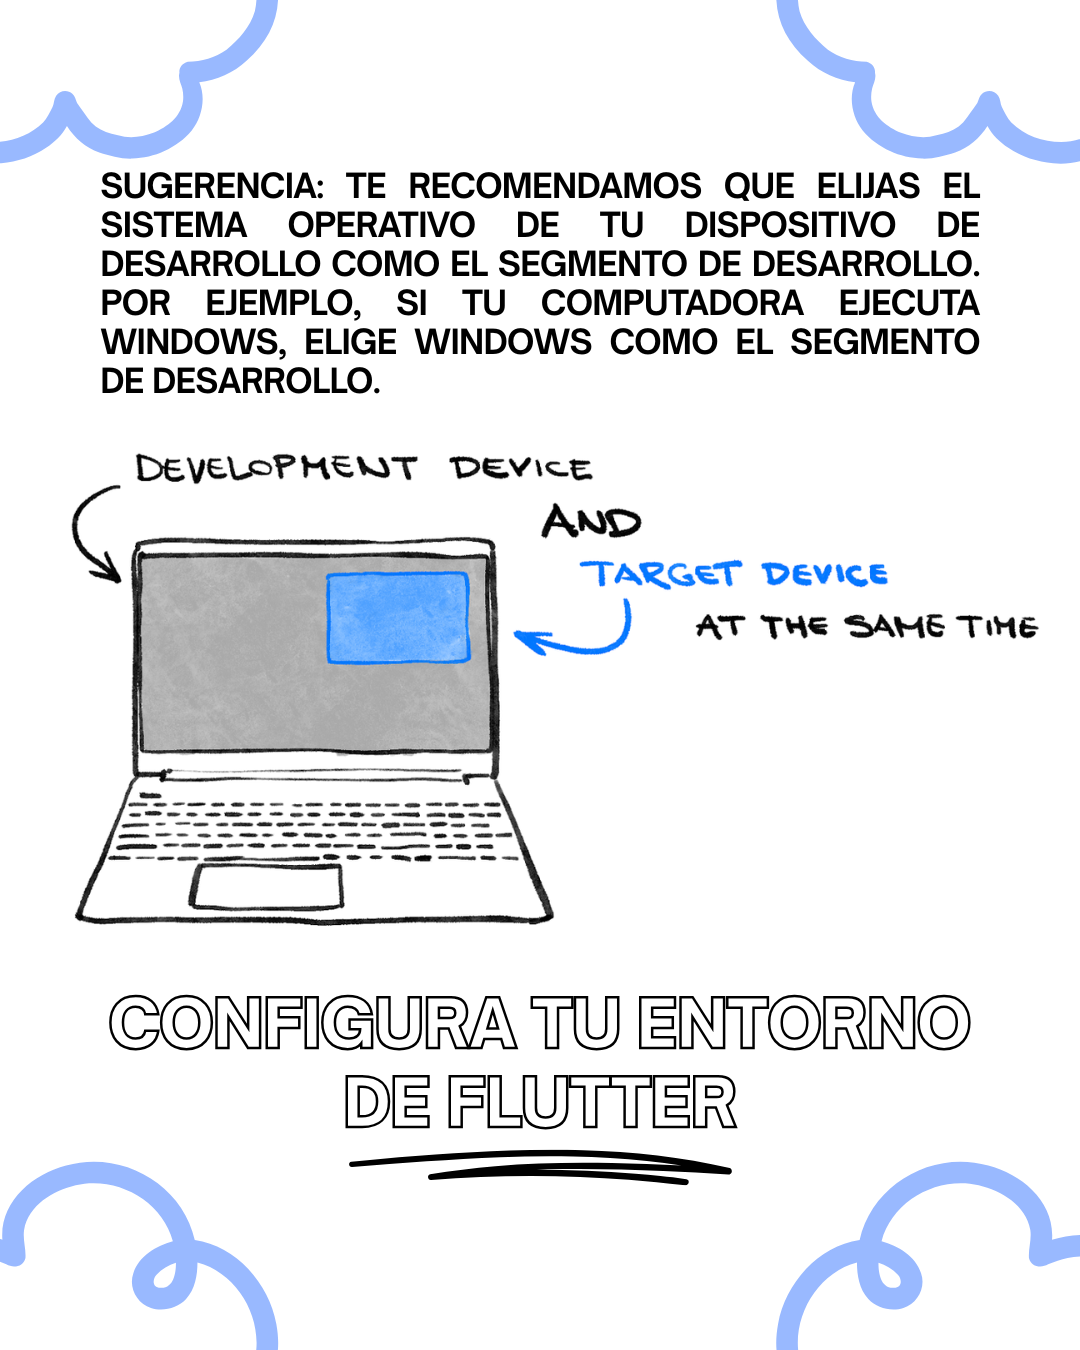 SUGERENCIA: TE RECOMENDAMOS QUE ELIJAS EL
SISTEMA OPERATIVO DE TU DISPOSITIVO DE
DESARROLLO COMO EL SEGMENTO DE DESARROLLO.
POR EJEMPLO, SI TU COMPUTADORA EJECUTA
WINDOWS, ELIGE WINDOWS COMO EL SEGMENTO
DE DESARROLLO.
DEVELOPMENT DEVICE
AND
TARGET DEVICE
AT THE SAME TIME
CONFIGURA TU ENTORNO
DE FLUTTER